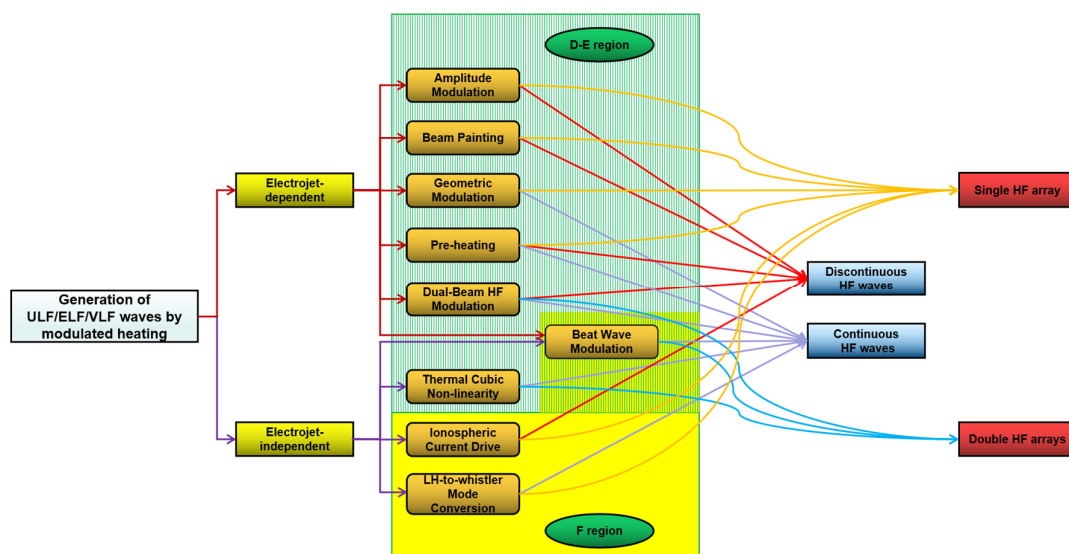 D-E region
Amplitude
Modulation
Beam Painting
Electrojet-
dependent
Geometric
Modulation
Single HF array
Pre-heating
Discontinuous
HF waves
Generation of
ULF/ELF/VLF waves by
modulated heating
Dual-Beam HF
Modulation
Beat Wave
Modulation
Continuous
HF waves
Thermal Cubic
Non-linearity
Electrojet-
independent
Ionospheric
Current Drive
Double HF arrays
LH-to-whistler
Mode
Conversion
F region